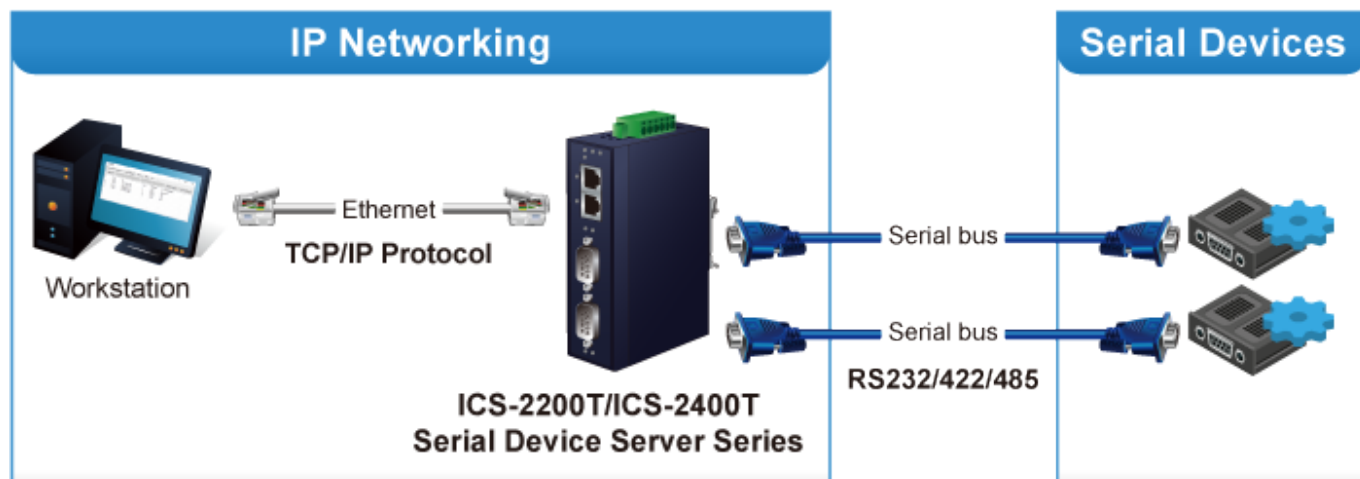 IP Networking
Serial Devices
Ethernet
TCP/IP Protocol
Workstation
Serial bus
Serial bus
RS232/422/485
ICS-2200T/ICS-2400T
Serial Device Server Series